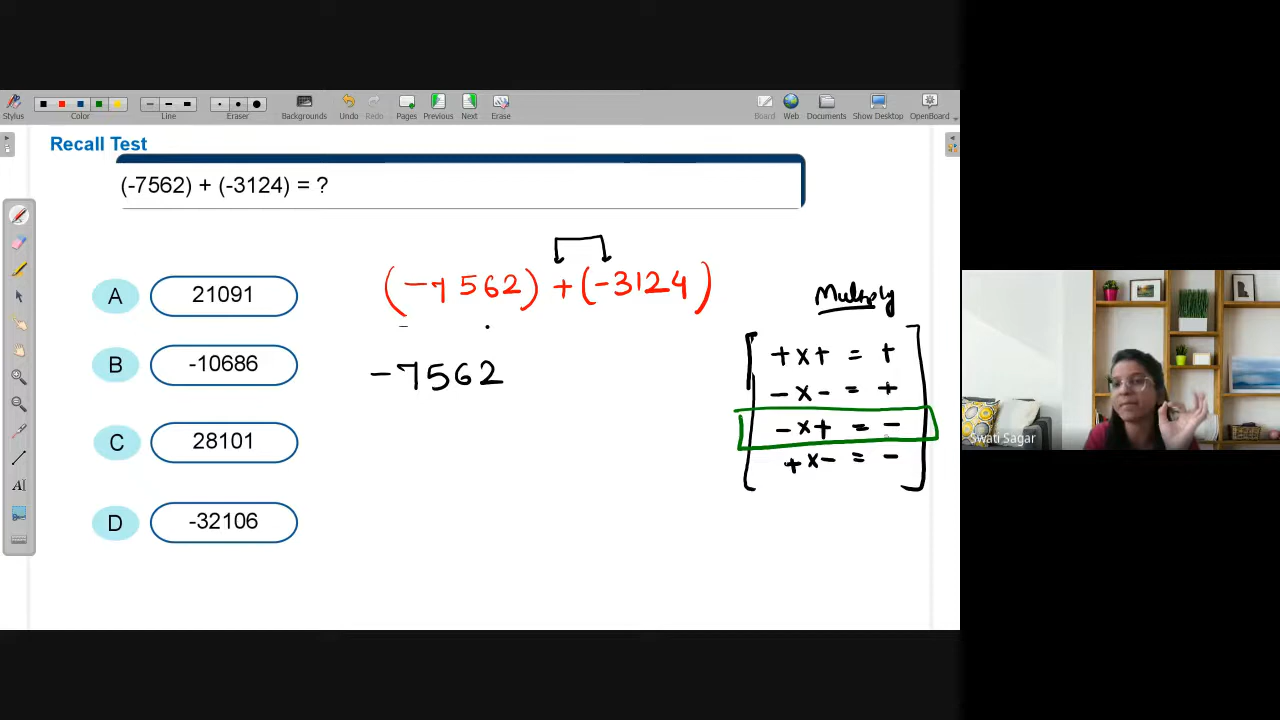 Stylus
Color
Line
Eraser
Backgrounds
Undo
Redo
Pages
Previous
Next
Erase
Board
Web
Documents
Show Desktop
OpenBoard
Recall Test
(-7562) + (-3124) = ?
(-7562) + (-3124)
A 21091
Multiply
+ x + = +
B -10686
-7562
- x - = +
- x + = -
C 28101
+ x - = -
D -32106
Swati Sagar